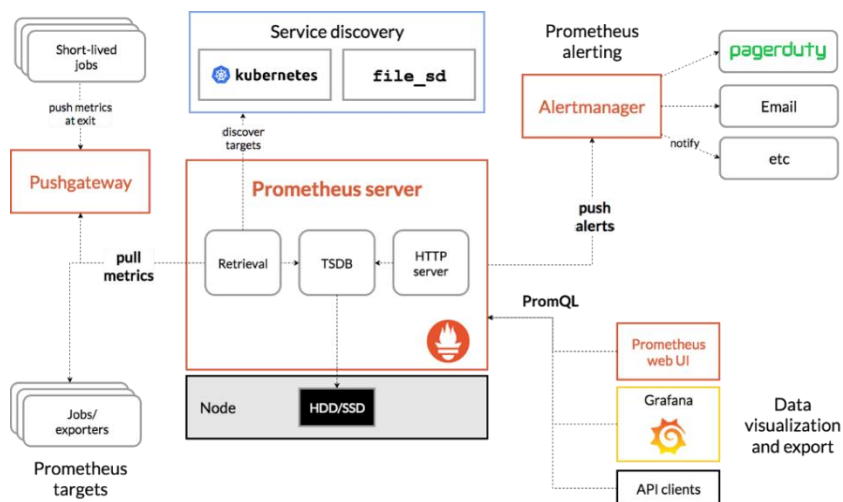 Short-lived
jobs
push metrics
at exit
Pushgateway
Service discovery
kubernetes
file_sd
discover
targets
Prometheus
alerting
Alertmanager
pagerduty
Email
notify
etc
Prometheus server
pull
metrics
Retrieval
TSDB
HTTP
server
push
alerts
PromQL
Node
HDD/SSD
Jobs/
exporters
Prometheus
targets
Prometheus
web UI
Grafana
API clients
Data
visualization
and export